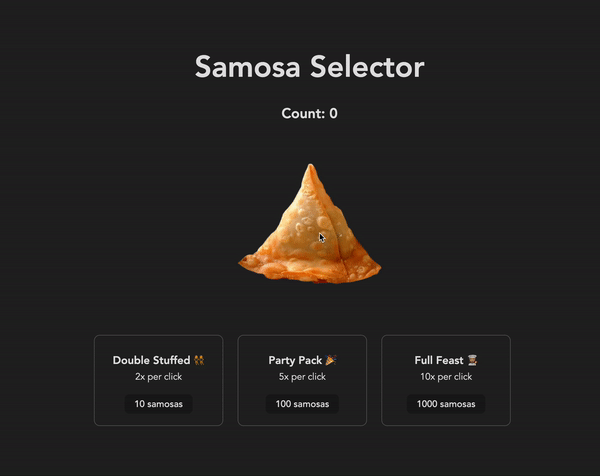 Samosa Selector
Count: 0
Double Stuffed 👯
2x per click
10 samosas
Party Pack 🎉
5x per click
100 samosas
Full Feast 👩🏽‍🍳
10x per click
1000 samosas